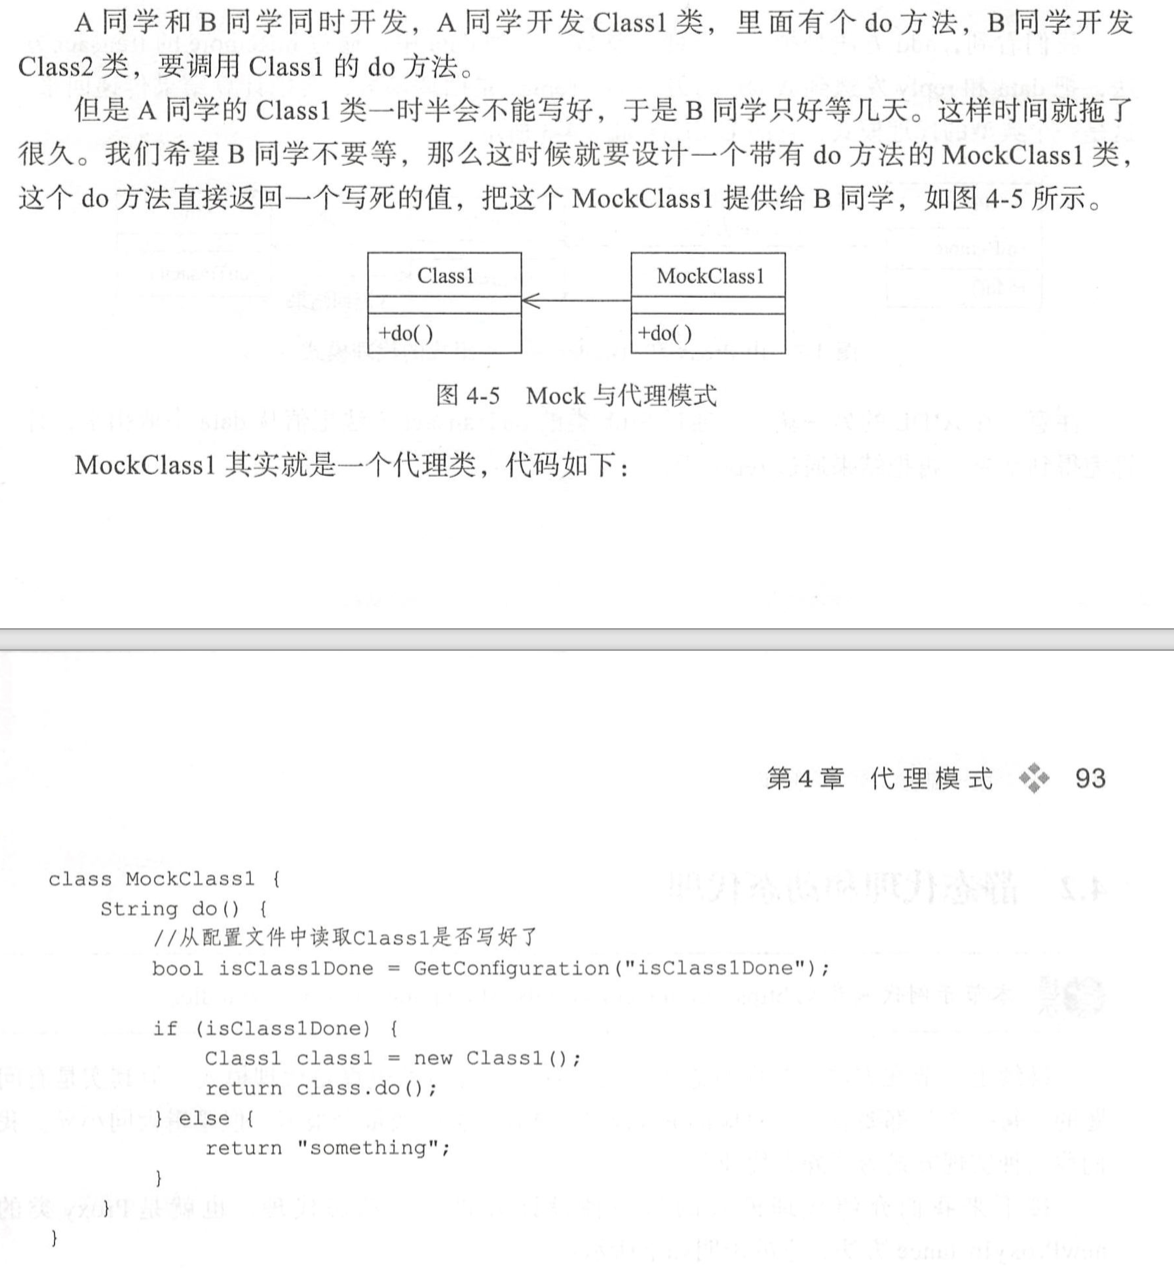 A 同学和 B 同学同时开发，A 同学开发 Class1 类，里面有个 do 方法，B 同学开发
Class2 类，要调用 Class1 的 do 方法。
但是 A 同学的 Class1 类一时半会不能写好，于是 B 同学只好等几天。这样时间就拖了
很久。我们希望 B 同学不要等，那么这时候就要设计一个带有 do 方法的 MockClass1 类，
这个 do 方法直接返回一个写死的值，把这个 MockClass1 提供给 B 同学，如图 4-5 所示。
Class1
MockClass1
+do( )
+do( )
图 4-5 Mock 与代理模式
MockClass1 其实就是一个代理类，代码如下：
第 4 章 代 理 模 式 93
class MockClass1 {
String do() {
//从配置文件中读取Class1是否写好了
bool isClass1Done = GetConfiguration("isClass1Done");
if (isClass1Done) {
Class1 class1 = new Class1();
return class.do();
} else {
return "something";
}
}
}